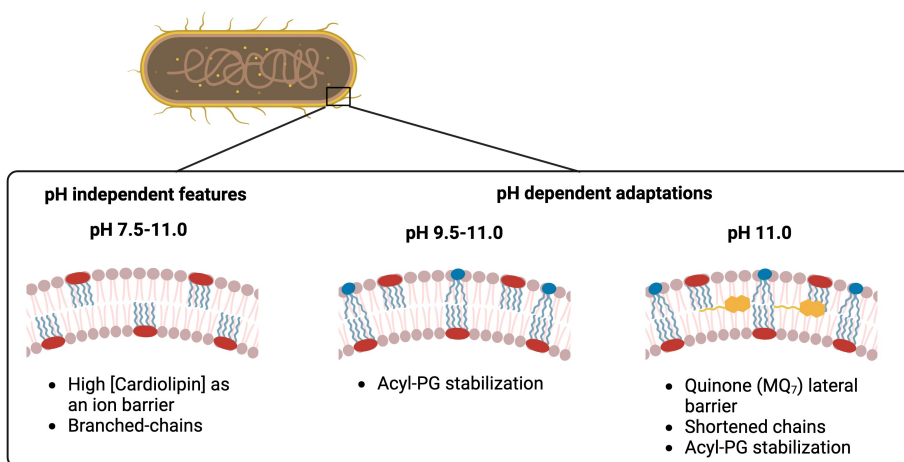 pH independent features
pH dependent adaptations
pH 7.5-11.0
pH 9.5-11.0
pH 11.0
• High [Cardiolipin] as
an ion barrier
• Branched-chains
• Acyl-PG stabilization
• Quinone (MQ₇) lateral
barrier
• Shortened chains
• Acyl-PG stabilization